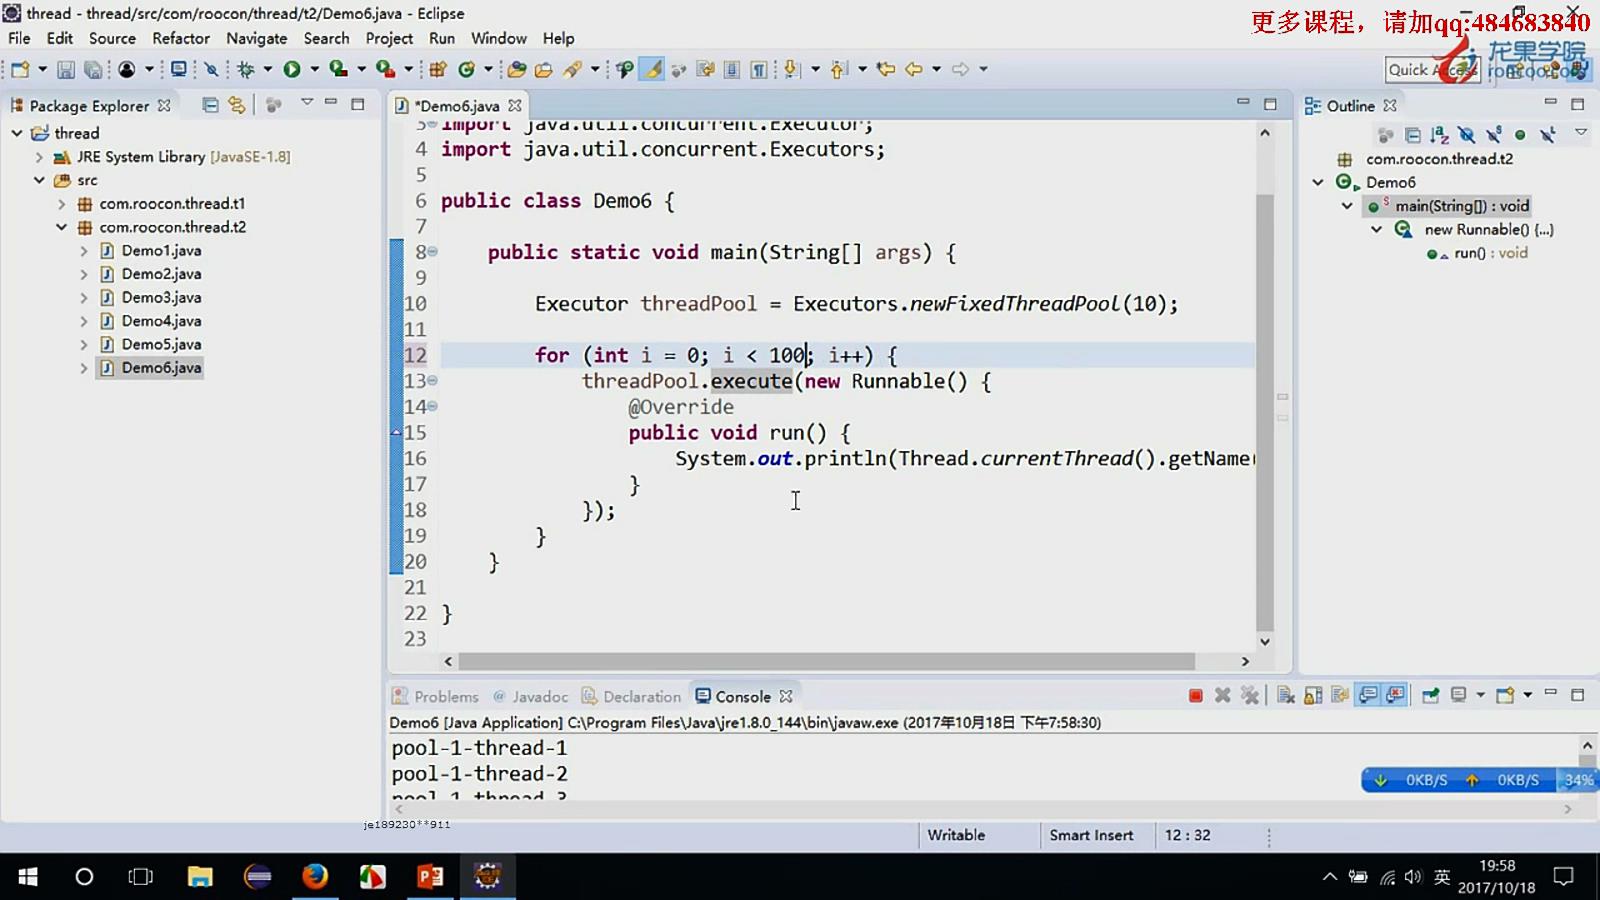 thread - thread/src/com/roocon/thread/t2/Demo6.java - Eclipse
更多课程，请加qq:484683840
File Edit Source Refactor Navigate Search Project Run Window Help
龙果学院
Quick Access
roncoo.com
Package Explorer
*Demo6.java
Outline
thread
JRE System Library [JavaSE-1.8]
src
com.roocon.thread.t1
com.roocon.thread.t2
Demo1.java
Demo2.java
Demo3.java
Demo4.java
Demo5.java
Demo6.java
3 import java.util.concurrent.Executor;
4 import java.util.concurrent.Executors;
5
6 public class Demo6 {
7
8 public static void main(String[] args) {
9
10 Executor threadPool = Executors.newFixedThreadPool(10);
11
12 for (int i = 0; i < 100; i++) {
13 threadPool.execute(new Runnable() {
14 @Override
15 public void run() {
16 System.out.println(Thread.currentThread().getName(
17 }
18 });
19 }
20 }
21
22 }
23
com.roocon.thread.t2
Demo6
main(String[]) : void
new Runnable() {...}
run() : void
Problems @ Javadoc Declaration Console
Demo6 [Java Application] C:\Program Files\Java\jre1.8.0_144\bin\javaw.exe (2017年10月18日 下午7:58:30)
pool-1-thread-1
pool-1-thread-2
pool-1-thread-3
0KB/S 0KB/S 34%
je189230**911
Writable Smart Insert 12 : 32
英
19:58
2017/10/18